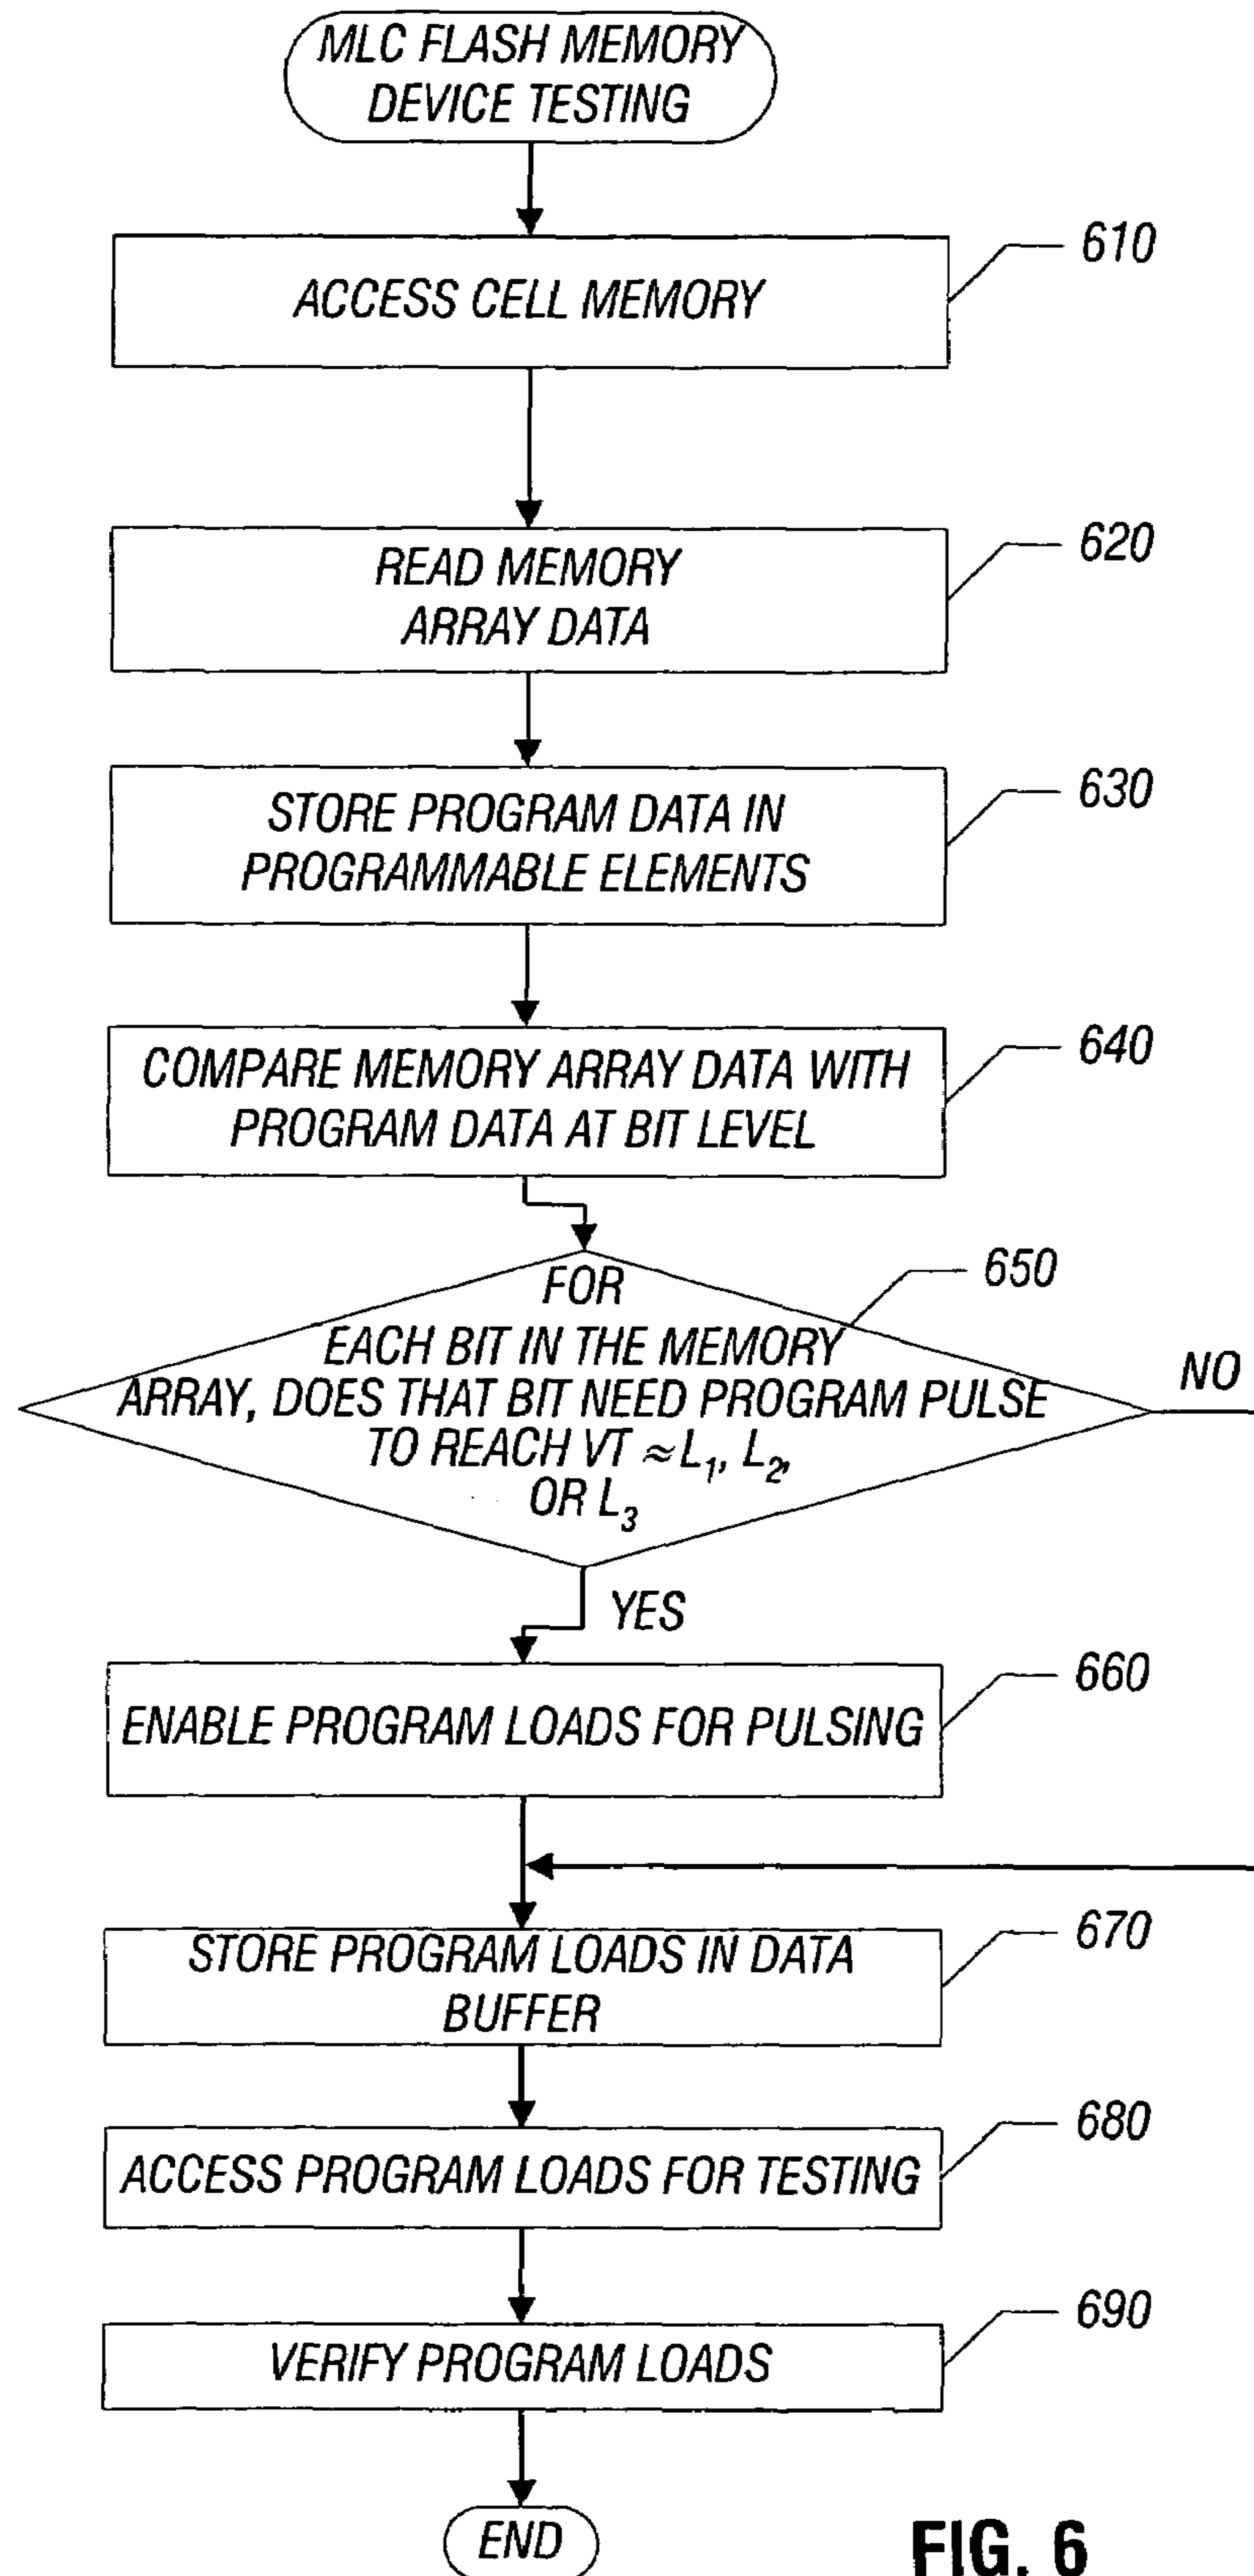 MLC FLASH MEMORY
DEVICE TESTING
610
ACCESS CELL MEMORY
620
READ MEMORY
ARRAY DATA
630
STORE PROGRAM DATA IN
PROGRAMMABLE ELEMENTS
640
COMPARE MEMORY ARRAY DATA WITH
PROGRAM DATA AT BIT LEVEL
650
FOR
EACH BIT IN THE MEMORY
ARRAY, DOES THAT BIT NEED PROGRAM PULSE
TO REACH VT ≈ L₁, L₂,
OR L₃
NO
YES
660
ENABLE PROGRAM LOADS FOR PULSING
670
STORE PROGRAM LOADS IN DATA
BUFFER
680
ACCESS PROGRAM LOADS FOR TESTING
690
VERIFY PROGRAM LOADS
END
FIG. 6